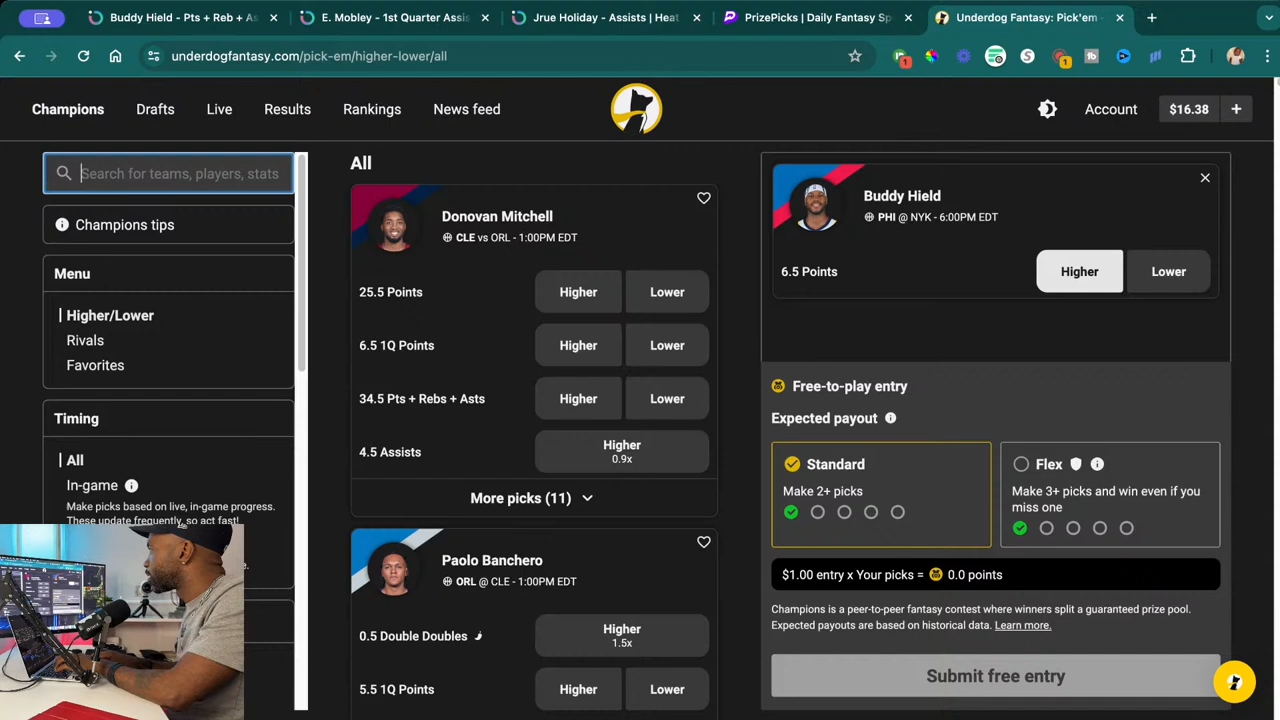 Buddy Hield - Pts + Reb + As
E. Mobley - 1st Quarter Assi
Jrue Holiday - Assists | Heat
PrizePicks | Daily Fantasy Sp
Underdog Fantasy: Pick'em -
underdogfantasy.com/pick-em/higher-lower/all
1
1
S
Champions
Drafts
Live
Results
Rankings
News feed
Account
$16.38
+
Search for teams, players, stats
Champions tips
Menu
Higher/Lower
Rivals
Favorites
Timing
All
In-game
Make picks based on live, in-game progress.
These update frequently, so act fast!
All
Donovan Mitchell
CLE vs ORL - 1:00PM EDT
25.5 Points
Higher
Lower
6.5 1Q Points
Higher
Lower
34.5 Pts + Rebs + Asts
Higher
Lower
4.5 Assists
Higher
0.9x
More picks (11)
Paolo Banchero
ORL @ CLE - 1:00PM EDT
0.5 Double Doubles
Higher
1.5x
5.5 1Q Points
Higher
Lower
Buddy Hield
PHI @ NYK - 6:00PM EDT
6.5 Points
Higher
Lower
Free-to-play entry
Expected payout
Standard
Make 2+ picks
Flex
Make 3+ picks and win even if you
miss one
$1.00 entry x Your picks = 0.0 points
Champions is a peer-to-peer fantasy contest where winners split a guaranteed prize pool.
Expected payouts are based on historical data. Learn more.
Submit free entry